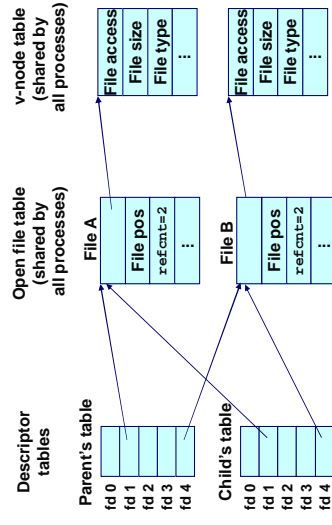 Descriptor
tables
Open file table
(shared by
all processes)
v-node table
(shared by
all processes)
Parent's table
fd 0
fd 1
fd 2
fd 3
fd 4
File A
File pos
refcnt=2
...
File access
File size
File type
...
Child's table
fd 0
fd 1
fd 2
fd 3
fd 4
File B
File pos
refcnt=2
...
File access
File size
File type
...